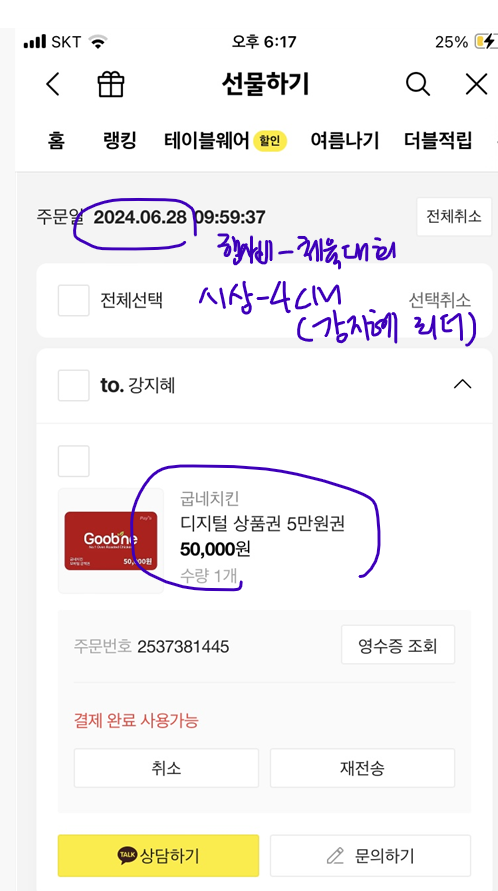 SKT 오후 6:17 25%
선물하기
홈 랭킹 테이블웨어 할인 여름나기 더블적립
주문일 2024.06.28 09:59:37 전체취소
행사비-체육대회
시상-4CM
(강지혜 리더)
전체선택 선택취소
to. 강지혜
굽네치킨
디지털 상품권 5만원권
50,000원
수량 1개
Goobne
굽네치킨
50,000원
주문번호 2537381445 영수증 조회
결제 완료 사용가능
취소 재전송
TALK 상담하기 문의하기